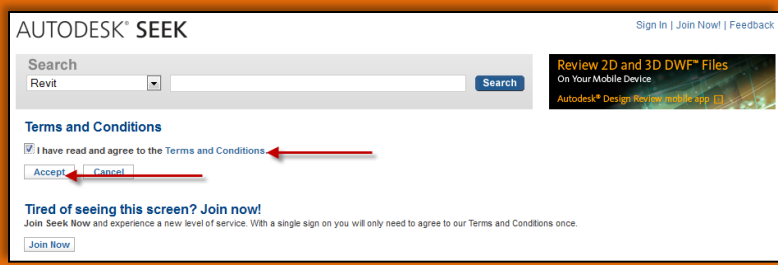 AUTODESK® SEEK
Sign In | Join Now! | Feedback
Search
Revit
Search
Review 2D and 3D DWF™ Files
On Your Mobile Device
Autodesk® Design Review mobile app
Terms and Conditions
I have read and agree to the Terms and Conditions.
Accept Cancel
Tired of seeing this screen? Join now!
Join Seek Now and experience a new level of service. With a single sign on you will only need to agree to our Terms and Conditions once.
Join Now